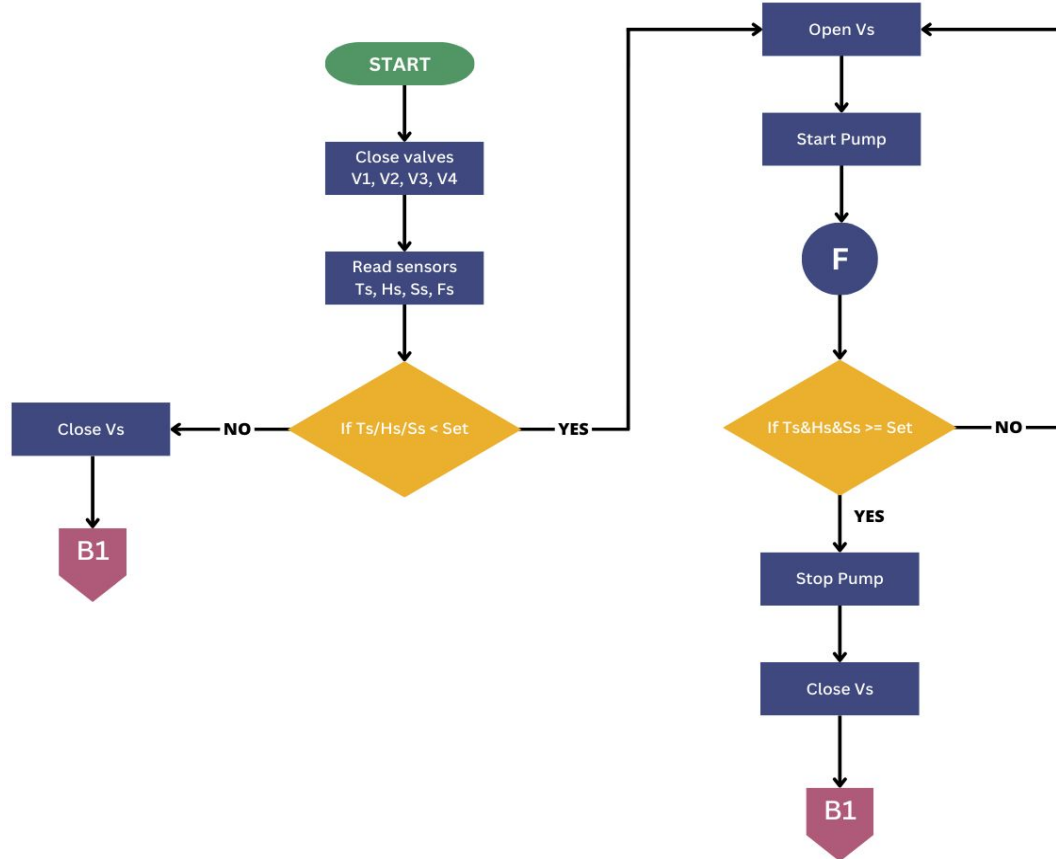 START
Close valves
V1, V2, V3, V4
Read sensors
Ts, Hs, Ss, Fs
If Ts/Hs/Ss < Set
NO
Close Vs
B1
YES
Open Vs
Start Pump
F
If Ts&Hs&Ss >= Set
NO
YES
Stop Pump
Close Vs
B1